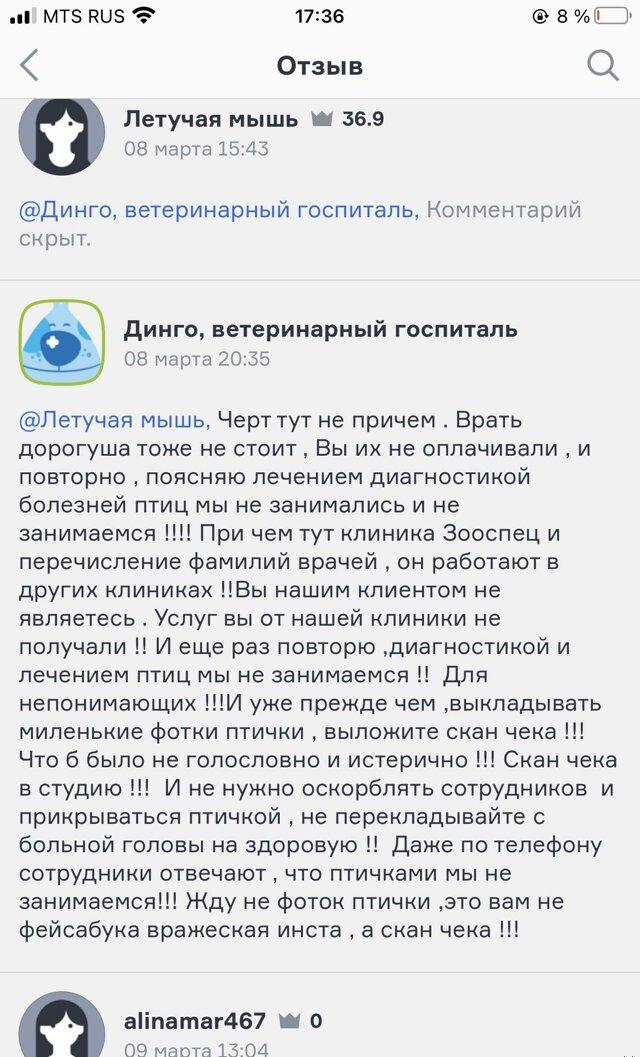 MTS RUS 17:36 8 %
Отзыв
Летучая мышь 36.9
08 марта 15:43
@Динго, ветеринарный госпиталь, Комментарий
скрыт.
Динго, ветеринарный госпиталь
08 марта 20:35
@Летучая мышь, Черт тут не причем . Врать
дорогуша тоже не стоит , Вы их не оплачивали , и
повторно , поясняю лечением диагностикой
болезней птиц мы не занимались и не
занимаемся !!!! При чем тут клиника Зооспец и
перечисление фамилий врачей , он работают в
других клиниках !!Вы нашим клиентом не
являетесь . Услуг вы от нашей клиники не
получали !! И еще раз повторю ,диагностикой и
лечением птиц мы не занимаемся !! Для
непонимающих !!!И уже прежде чем ,выкладывать
миленькие фотки птички , выложите скан чека !!!
Что б было не голословно и истерично !!! Скан чека
в студию !!! И не нужно оскорблять сотрудников и
прикрываться птичкой , не перекладывайте с
больной головы на здоровую !! Даже по телефону
сотрудники отвечают , что птичками мы не
занимаемся!!! Жду не фоток птички ,это вам не
фейсабука вражеская инста , а скан чека !!!
alinamar467 0
09 марта 13:04